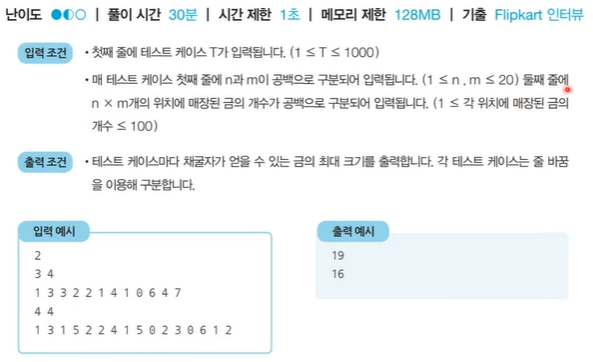 난이도 ●◐○ | 풀이 시간 30분 | 시간 제한 1초 | 메모리 제한 128MB | 기출 Flipkart 인터뷰
입력 조건 • 첫째 줄에 테스트 케이스 T가 입력됩니다. (1 ≤ T ≤ 1000)
• 매 테스트 케이스 첫째 줄에 n과 m이 공백으로 구분되어 입력됩니다. (1 ≤ n , m ≤ 20) 둘째 줄에
n × m개의 위치에 매장된 금의 개수가 공백으로 구분되어 입력됩니다. (1 ≤ 각 위치에 매장된 금의
개수 ≤ 100)
출력 조건 • 테스트 케이스마다 채굴자가 얻을 수 있는 금의 최대 크기를 출력합니다. 각 테스트 케이스는 줄 바꿈
을 이용해 구분합니다.
입력 예시
2
3 4
1 3 3 2 2 1 4 1 0 6 4 7
4 4
1 3 1 5 2 2 4 1 5 0 2 3 0 6 1 2
출력 예시
19
16